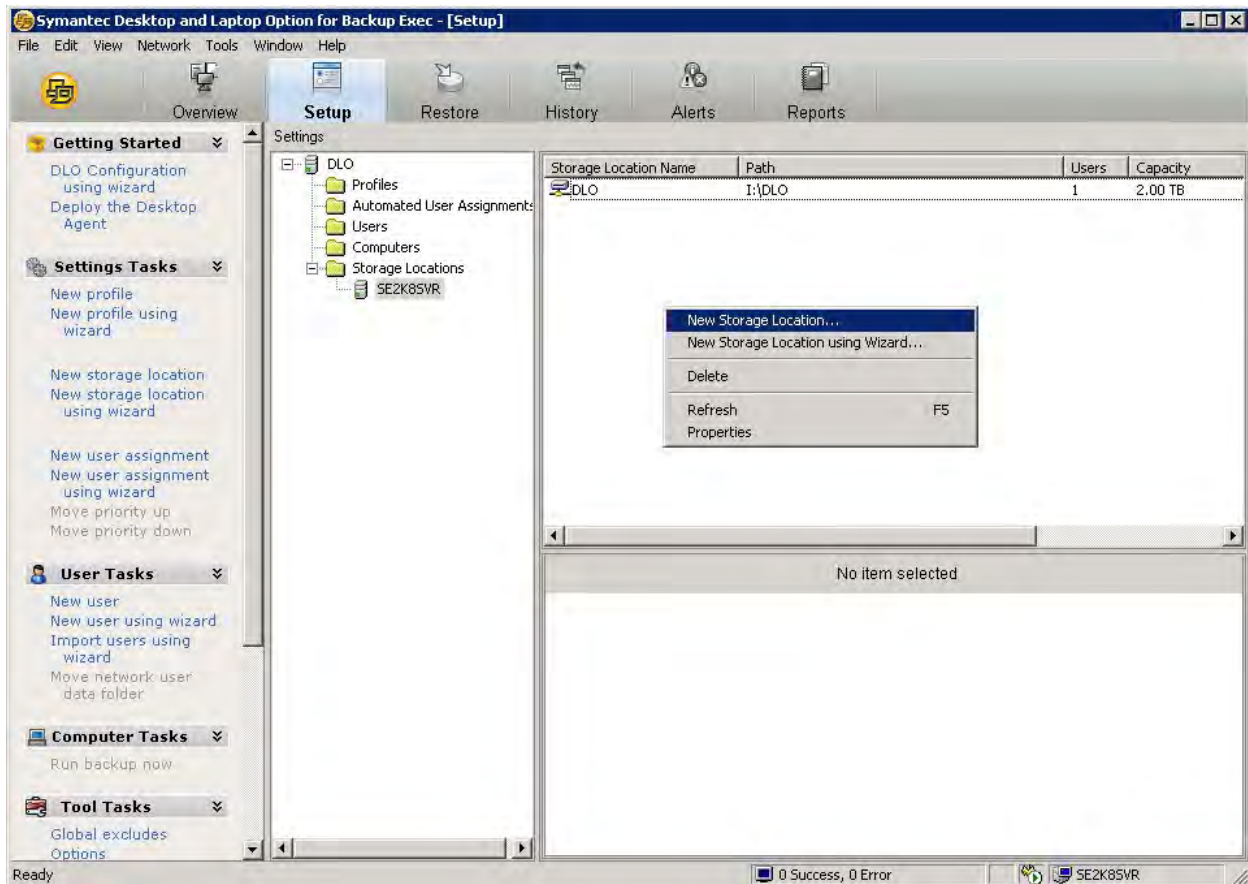 Symantec Desktop and Laptop Option for Backup Exec - [Setup]
File Edit View Network Tools Window Help
Overview Setup Restore History Alerts Reports
Getting Started
DLO Configuration
using wizard
Deploy the Desktop
Agent
Settings Tasks
New profile
New profile using
wizard
New storage location
New storage location
using wizard
New user assignment
New user assignment
using wizard
Move priority up
Move priority down
User Tasks
New user
New user using wizard
Import users using
wizard
Move network user
data folder
Computer Tasks
Run backup now
Tool Tasks
Global excludes
Options
Settings
DLO
Profiles
Automated User Assignments
Users
Computers
Storage Locations
SE2K8SVR
Storage Location Name Path Users Capacity
DLO I:\DLO 1 2.00 TB
New Storage Location...
New Storage Location using Wizard...
Delete
Refresh F5
Properties
No item selected
Ready 0 Success, 0 Error SE2K8SVR